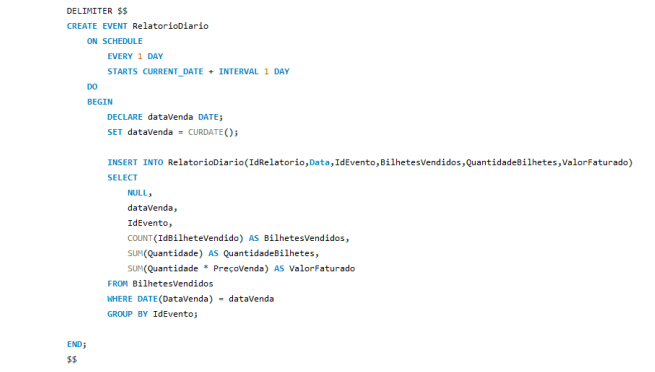 DELIMITER $$
CREATE EVENT RelatorioDiario
ON SCHEDULE
EVERY 1 DAY
STARTS CURRENT_DATE + INTERVAL 1 DAY
DO
BEGIN
DECLARE dataVenda DATE;
SET dataVenda = CURDATE();
INSERT INTO RelatorioDiario(IdRelatorio,Data,IdEvento,BilhetesVendidos,QuantidadeBilhetes,ValorFaturado)
SELECT
NULL,
dataVenda,
IdEvento,
COUNT(IdBilheteVendido) AS BilhetesVendidos,
SUM(Quantidade) AS QuantidadeBilhetes,
SUM(Quantidade * PreçoVenda) AS ValorFaturado
FROM BilhetesVendidos
WHERE DATE(DataVenda) = dataVenda
GROUP BY IdEvento;
END;
$$